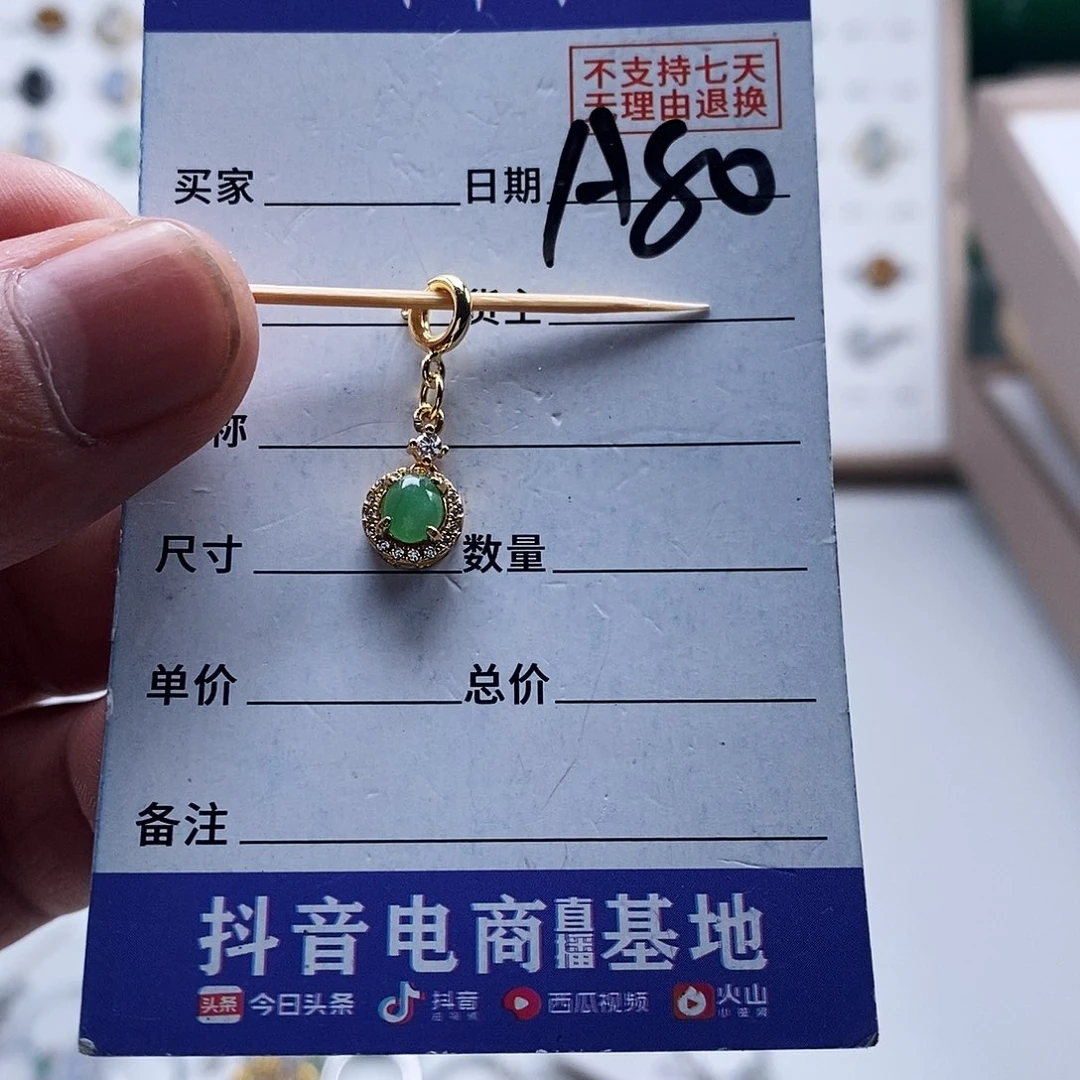 不支持七天
无理由退换
A80
买家 日期
货主
称
尺寸 数量
单价 总价
备注
抖音电商直播基地
头条 今日头条 抖音 西瓜视频 火山